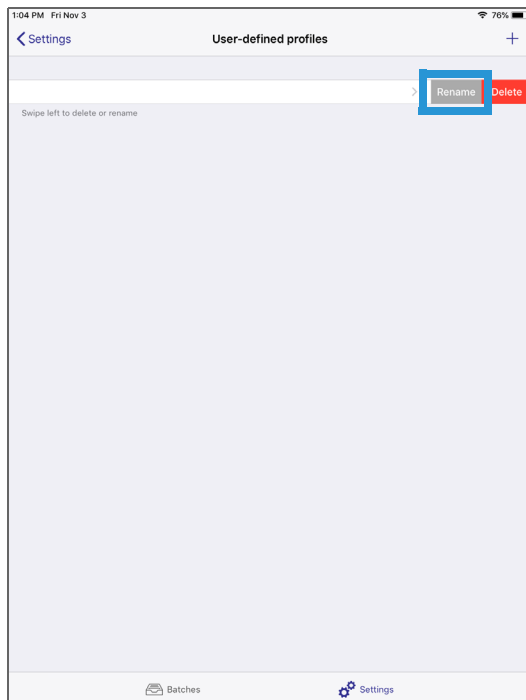 1:04 PM Fri Nov 3 76%
Settings User-defined profiles +
Rename Delete
Swipe left to delete or rename
Batches Settings